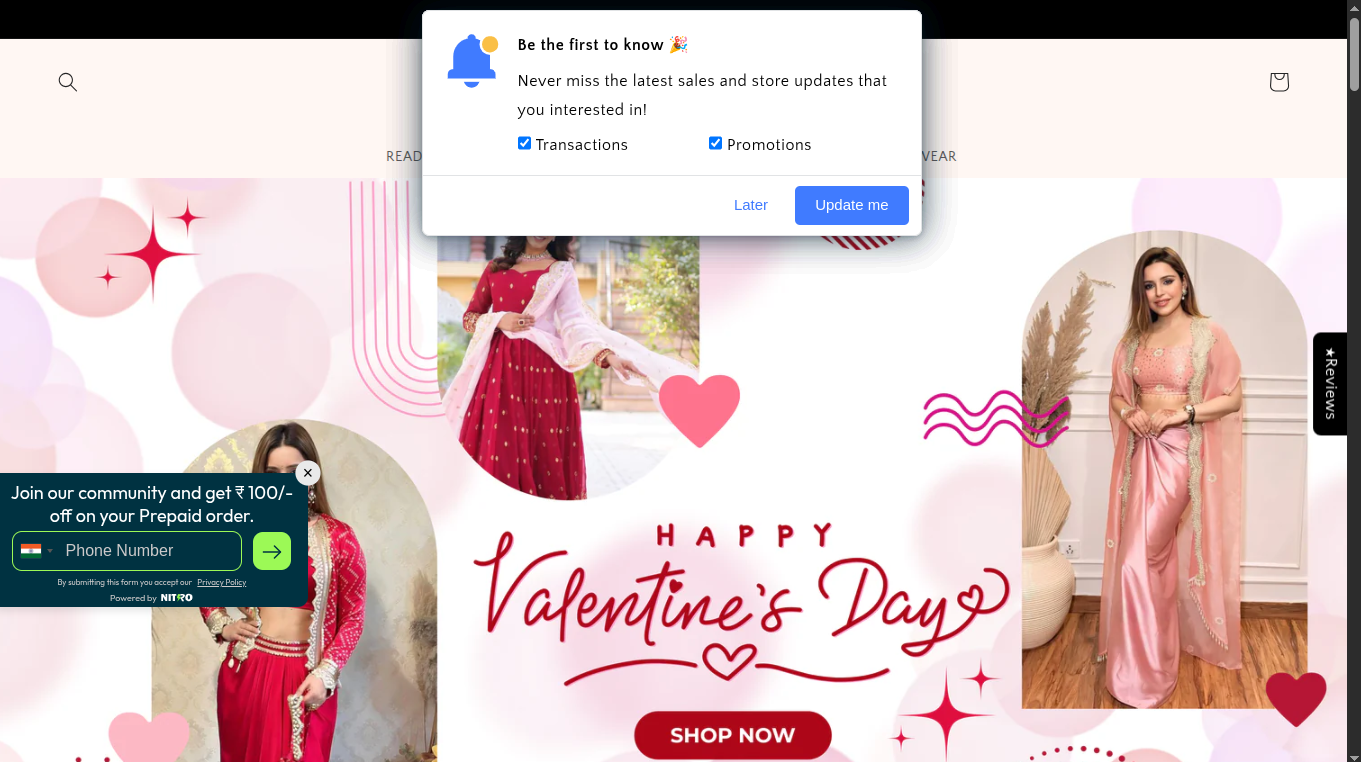 Be the first to know 🎉
Never miss the latest sales and store updates that
you interested in!
Transactions
Promotions
Later
Update me
★Reviews
Join our community and get ₹ 100/-
off on your Prepaid order.
Phone Number
By submitting this form you accept our Privacy Policy
Powered by NITRO
HAPPY
Valentine's Day
SHOP NOW